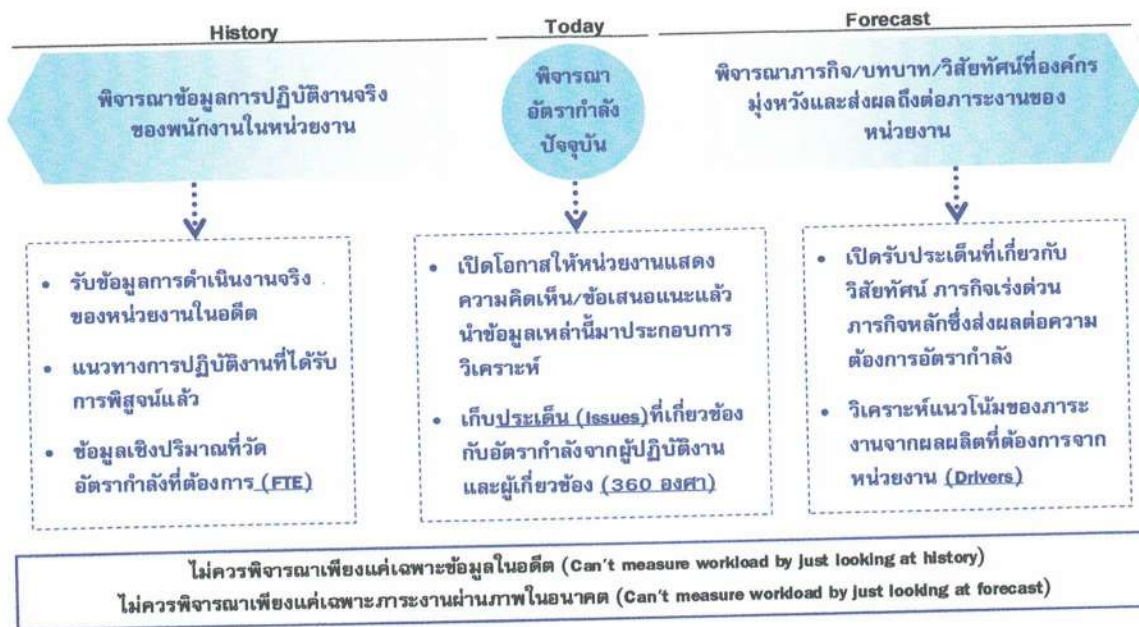 History
Today
Forecast
พิจารณาข้อมูลการปฏิบัติงานจริง
ของพนักงานในหน่วยงาน
พิจารณา
อัตรากำลัง
ปัจจุบัน
พิจารณาภารกิจ/บทบาท/วิสัยทัศน์ที่องค์กร
มุ่งหวังและส่งผลถึงต่อภาระงานของ
หน่วยงาน
• รับข้อมูลการดำเนินงานจริง
ของหน่วยงานในอดีต
• แนวทางการปฏิบัติงานที่ได้รับ
การพิสูจน์แล้ว
• ข้อมูลเชิงปริมาณที่วัด
อัตรากำลังที่ต้องการ (FTE)
• เปิดโอกาสให้หน่วยงานแสดง
ความคิดเห็น/ข้อเสนอแนะแล้ว
นำข้อมูลเหล่านี้มาประกอบการ
วิเคราะห์
• เก็บประเด็น (Issues)ที่เกี่ยวข้อง
กับอัตรากำลังจากผู้ปฏิบัติงาน
และผู้เกี่ยวข้อง (360 องศา)
• เปิดรับประเด็นที่เกี่ยวกับ
วิสัยทัศน์ ภารกิจเร่งด่วน
ภารกิจหลักซึ่งส่งผลต่อความ
ต้องการอัตรากำลัง
• วิเคราะห์แนวโน้มของภาระ
งานจากผลผลิตที่ต้องการจาก
หน่วยงาน (Drivers)
ไม่ควรพิจารณาเพียงแค่เฉพาะข้อมูลในอดีต (Can't measure workload by just looking at history)
ไม่ควรพิจารณาเพียงแค่เฉพาะภาระงานผ่านภาพในอนาคต (Can't measure workload by just looking at forecast)